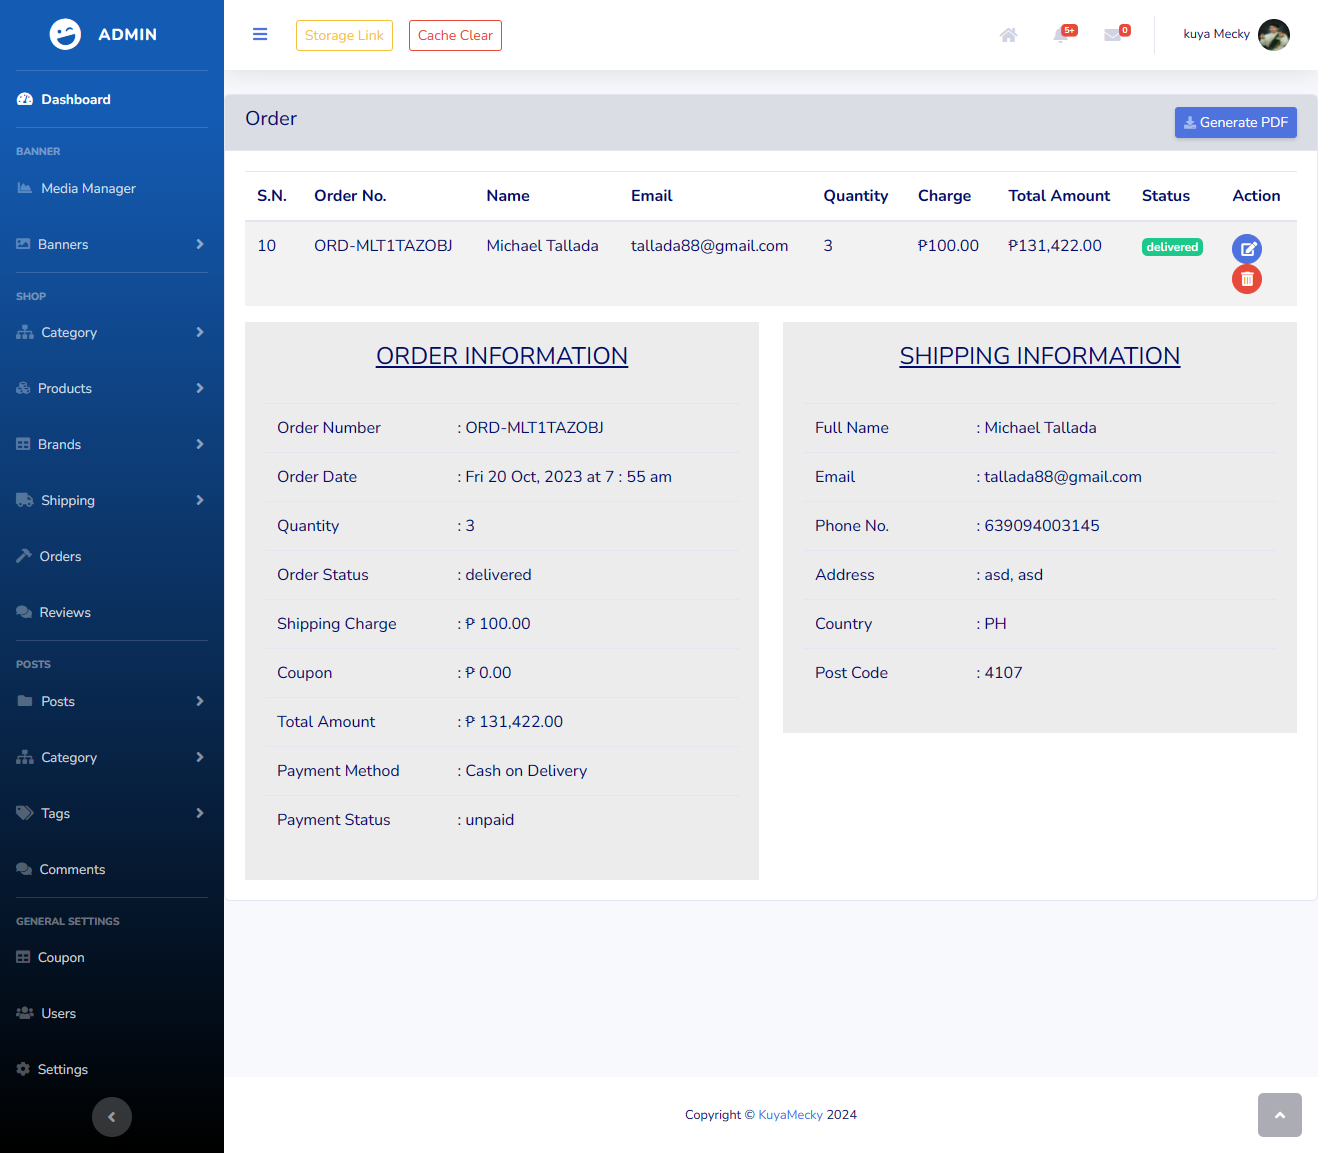 ADMIN
Dashboard
BANNER
Media Manager
Banners
SHOP
Category
Products
Brands
Shipping
Orders
Reviews
POSTS
Posts
Category
Tags
Comments
GENERAL SETTINGS
Coupon
Users
Settings
Storage Link Cache Clear 5+ 0 kuya Mecky
Order Generate PDF
S.N. Order No. Name Email Quantity Charge Total Amount Status Action
10 ORD-MLT1TAZOBJ Michael Tallada tallada88@gmail.com 3 ₱100.00 ₱131,422.00 delivered
ORDER INFORMATION
Order Number : ORD-MLT1TAZOBJ
Order Date : Fri 20 Oct, 2023 at 7 : 55 am
Quantity : 3
Order Status : delivered
Shipping Charge : ₱ 100.00
Coupon : ₱ 0.00
Total Amount : ₱ 131,422.00
Payment Method : Cash on Delivery
Payment Status : unpaid
SHIPPING INFORMATION
Full Name : Michael Tallada
Email : tallada88@gmail.com
Phone No. : 639094003145
Address : asd, asd
Country : PH
Post Code : 4107
Copyright © KuyaMecky 2024